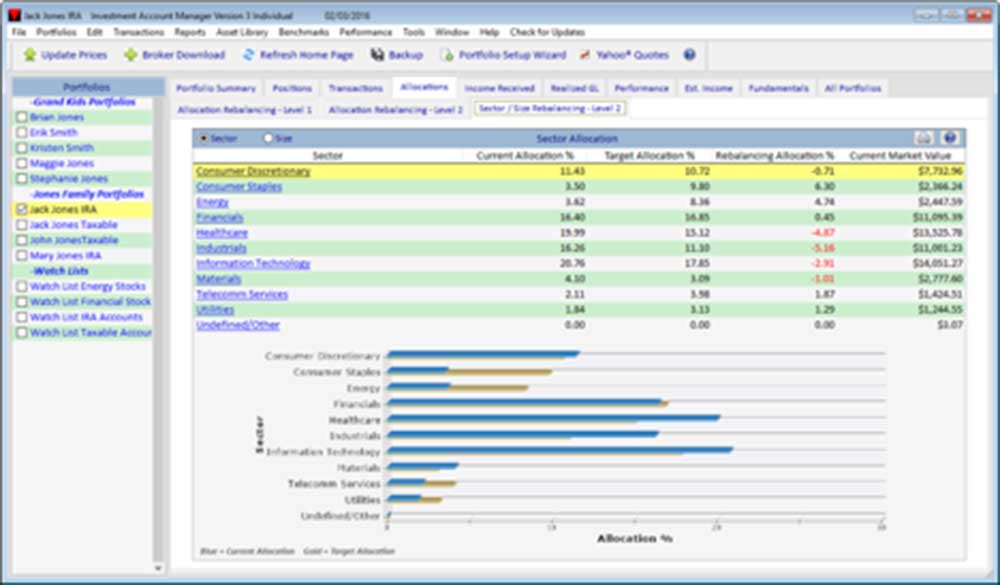 Jack Jones IRA Investment Account Manager Version 3 Individual 02/03/2016
File Portfolios Edit Transactions Reports Asset Library Benchmarks Performance Tools Window Help Check for Updates
Update Prices Broker Download Refresh Home Page Backup Portfolio Setup Wizard Yahoo! Quotes
Portfolios
Portfolio Summary Positions Transactions Allocations Income Received Realized GL Performance Est. Income Fundamentals All Portfolios
Allocation Rebalancing - Level 1 Allocation Rebalancing - Level 2 Sector / Size Rebalancing - Level 2
-Grand Kids Portfolios
Brian Jones
Erik Smith
Kristen Smith
Maggie Jones
Stephanie Jones
-Jones Family Portfolios
Jack Jones IRA
Jack Jones Taxable
John JonesTaxable
Mary Jones IRA
-Watch Lists
Watch List Energy Stocks
Watch List Financial Stock
Watch List IRA Accounts
Watch List Taxable Accour
Sector Size Sector Allocation
Sector Current Allocation % Target Allocation % Rebalancing Allocation % Current Market Value
Consumer Discretionary 11.43 10.72 -0.71 $7,732.96
Consumer Staples 3.50 9.80 6.30 $2,366.24
Energy 3.62 8.36 4.74 $2,447.59
Financials 16.40 16.85 0.45 $11,095.39
Healthcare 19.99 15.12 -4.87 $13,525.78
Industrials 16.26 11.10 -5.16 $11,001.23
Information Technology 20.76 17.85 -2.91 $14,051.27
Materials 4.10 3.09 -1.01 $2,777.60
Telecomm Services 2.11 3.98 1.87 $1,424.51
Utilities 1.84 3.13 1.29 $1,244.55
Undefined/Other 0.00 0.00 0.00 $3.07
Consumer Discretionary
Consumer Staples
Energy
Financials
Healthcare
Industrials
Information Technology
Materials
Telecomm Services
Utilities
Undefined/Other
Sector
0 10 20 30
Allocation %
Blue = Current Allocation Gold = Target Allocation